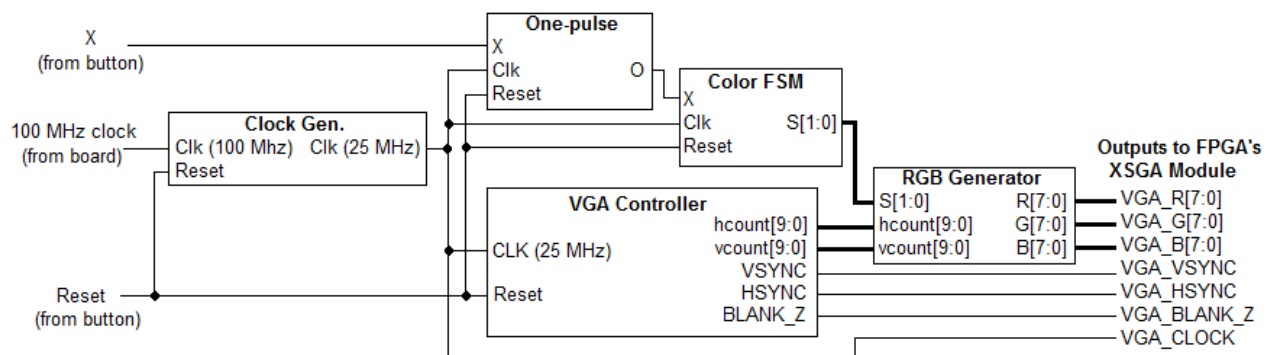 One-pulse
X
(from button)
X
Clk
O
Reset
Color FSM
X
Clk
S[1:0]
Reset
100 MHz clock
(from board)
Clock Gen.
Clk (100 Mhz)
Clk (25 MHz)
Reset
Outputs to FPGA's
XSGA Module
RGB Generator
S[1:0]
R[7:0]
hcount[9:0]
G[7:0]
vcount[9:0]
B[7:0]
VGA_R[7:0]
VGA_G[7:0]
VGA_B[7:0]
VGA_VSYNC
VGA_HSYNC
VGA_BLANK_Z
VGA_CLOCK
VGA Controller
hcount[9:0]
CLK (25 MHz)
vcount[9:0]
VSYNC
Reset
HSYNC
BLANK_Z
Reset
(from button)